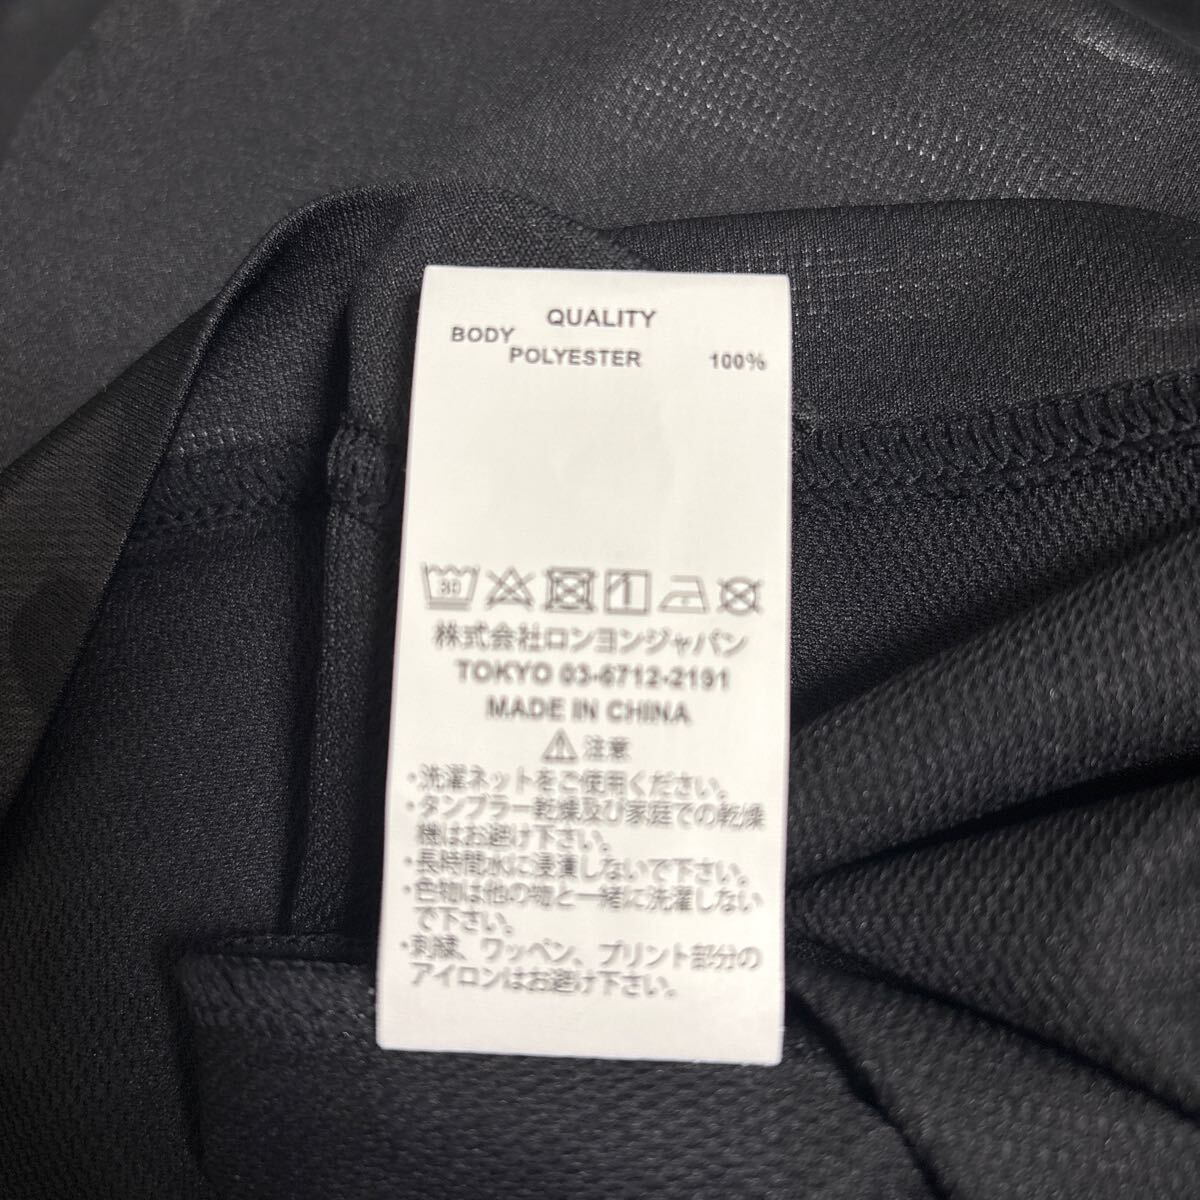 QUALITY
BODY
POLYESTER 100%
30
株式会社ロンヨンジャパン
TOKYO 03-6712-2191
MADE IN CHINA
注意
・洗濯ネットをご使用ください。
・タンブラー乾燥及び家庭での乾燥
機はお避け下さい。
・長時間水に浸漬しないで下さい。
・色物は他の物と一緒に洗濯しない
で下さい。
・刺繍、ワッペン、プリント部分の
アイロンはお避け下さい。